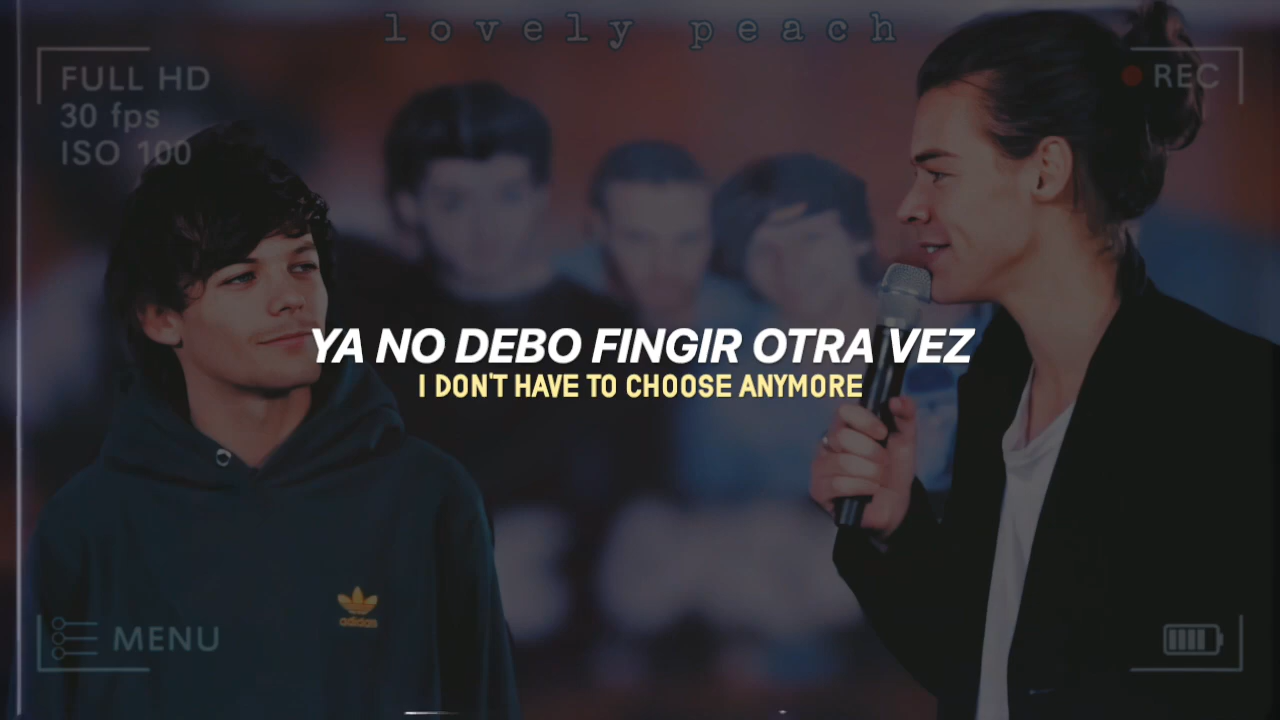 lovely peach
FULL HD
30 fps
ISO 100
REC
YA NO DEBO FINGIR OTRA VEZ
I DON'T HAVE TO CHOOSE ANYMORE
adidas
MENU